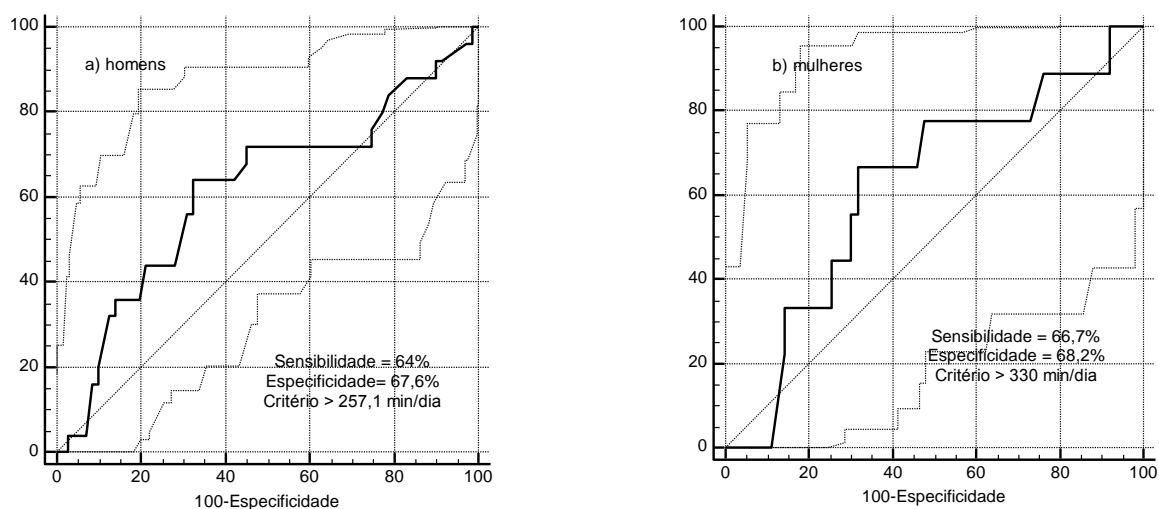 100
80
60
40
20
0
a) homens
Sensibilidade = 64%
Especificidade= 67,6%
Critério > 257,1 min/dia
0 20 40 60 80 100
100-Especificidade
100
80
60
40
20
0
b) mulheres
Sensibilidade = 66,7%
Especificidade = 68,2%
Critério > 330 min/dia
0 20 40 60 80 100
100-Especificidade